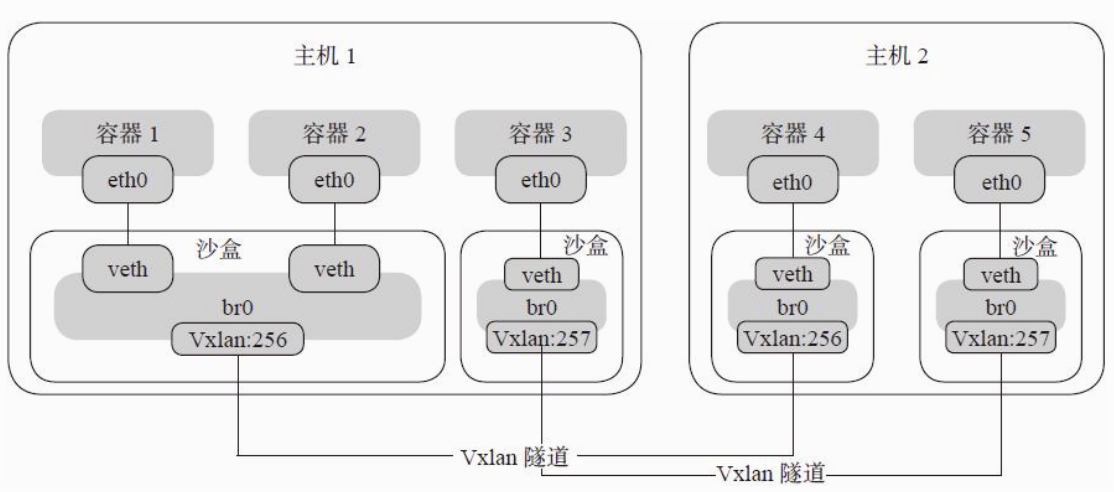 主机 1
主机 2
容器 1
容器 2
容器 3
容器 4
容器 5
eth0
eth0
eth0
eth0
eth0
沙盒
沙盒
沙盒
沙盒
veth
veth
veth
veth
veth
br0
br0
br0
br0
Vxlan:256
Vxlan:257
Vxlan:256
Vxlan:257
Vxlan 隧道
Vxlan 隧道